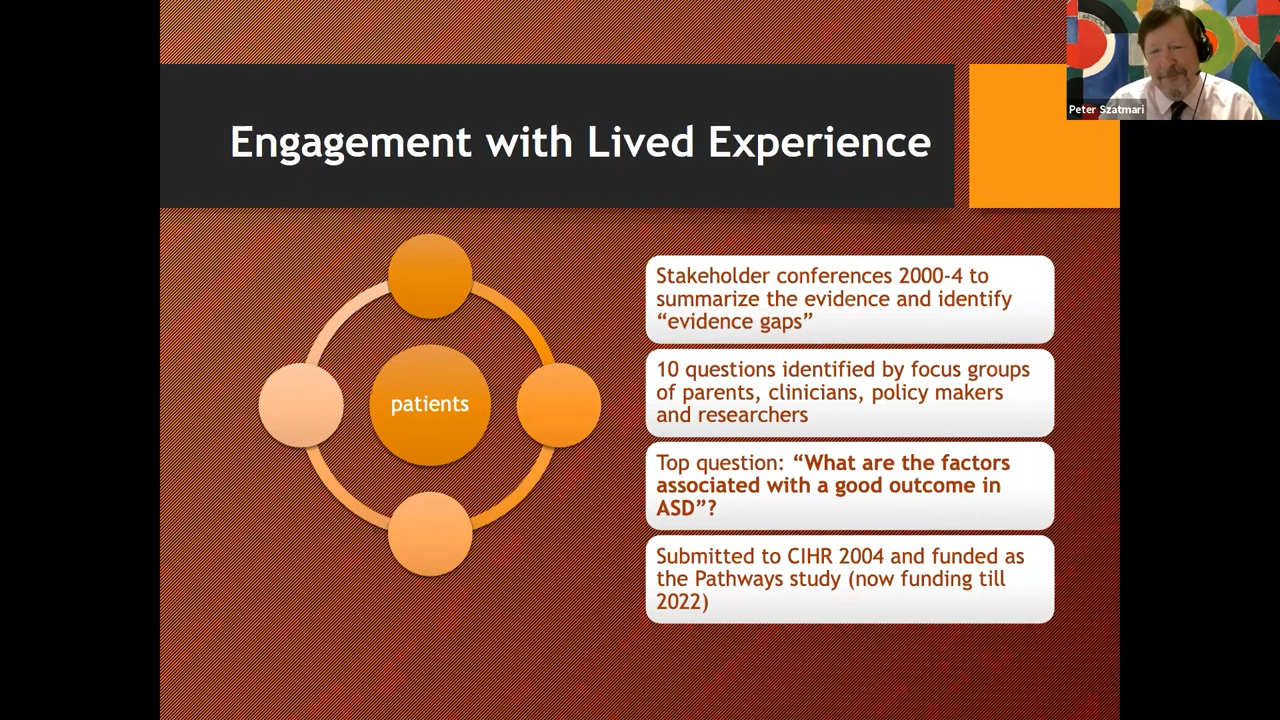 Peter Szatmari
Engagement with Lived Experience
patients
Stakeholder conferences 2000-4 to
summarize the evidence and identify
“evidence gaps”
10 questions identified by focus groups
of parents, clinicians, policy makers
and researchers
Top question: “What are the factors
associated with a good outcome in
ASD”?
Submitted to CIHR 2004 and funded as
the Pathways study (now funding till
2022)